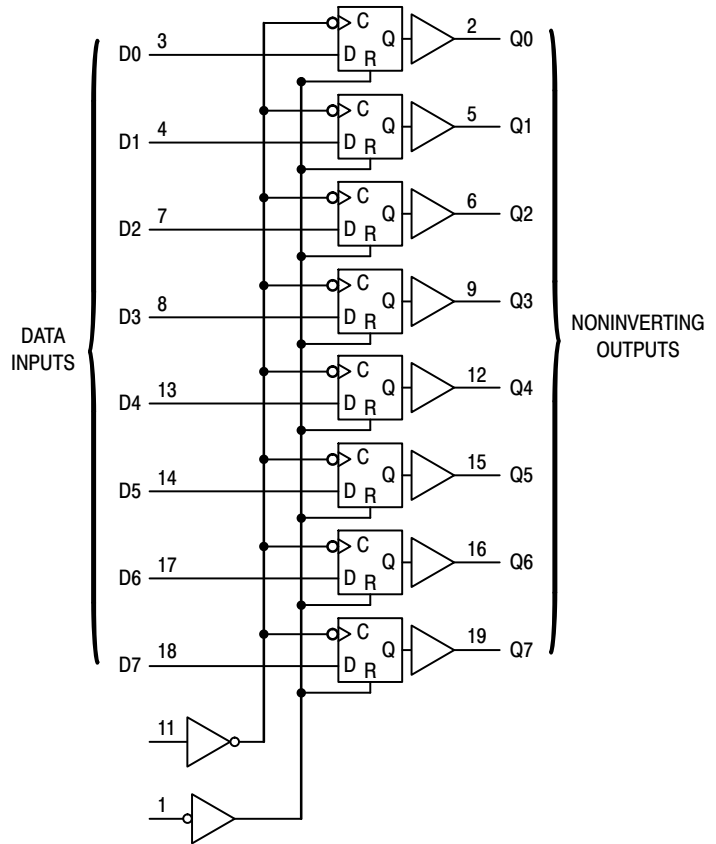 C
D0 3 D R Q 2 Q0
C
D1 4 D R Q 5 Q1
C
D2 7 D R Q 6 Q2
C
D3 8 D R Q 9 Q3
DATA
INPUTS
NONINVERTING
OUTPUTS
C
D4 13 D R Q 12 Q4
C
D5 14 D R Q 15 Q5
C
D6 17 D R Q 16 Q6
C
D7 18 D R Q 19 Q7
11
1